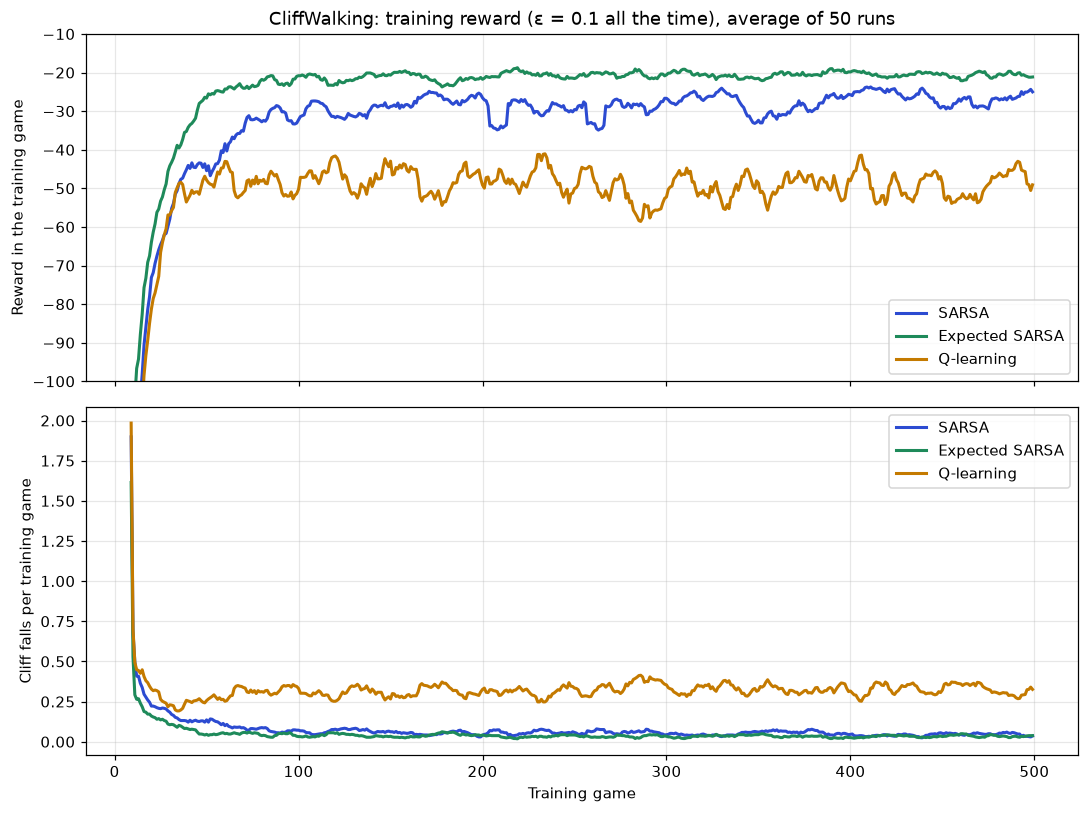 CliffWalking: training reward (ε = 0.1 all the time), average of 50 runs
Reward in the training game
−10
−20
−30
−40
−50
−60
−70
−80
−90
−100
SARSA
Expected SARSA
Q-learning
Cliff falls per training game
2.00
1.75
1.50
1.25
1.00
0.75
0.50
0.25
0.00
SARSA
Expected SARSA
Q-learning
0 100 200 300 400 500
Training game